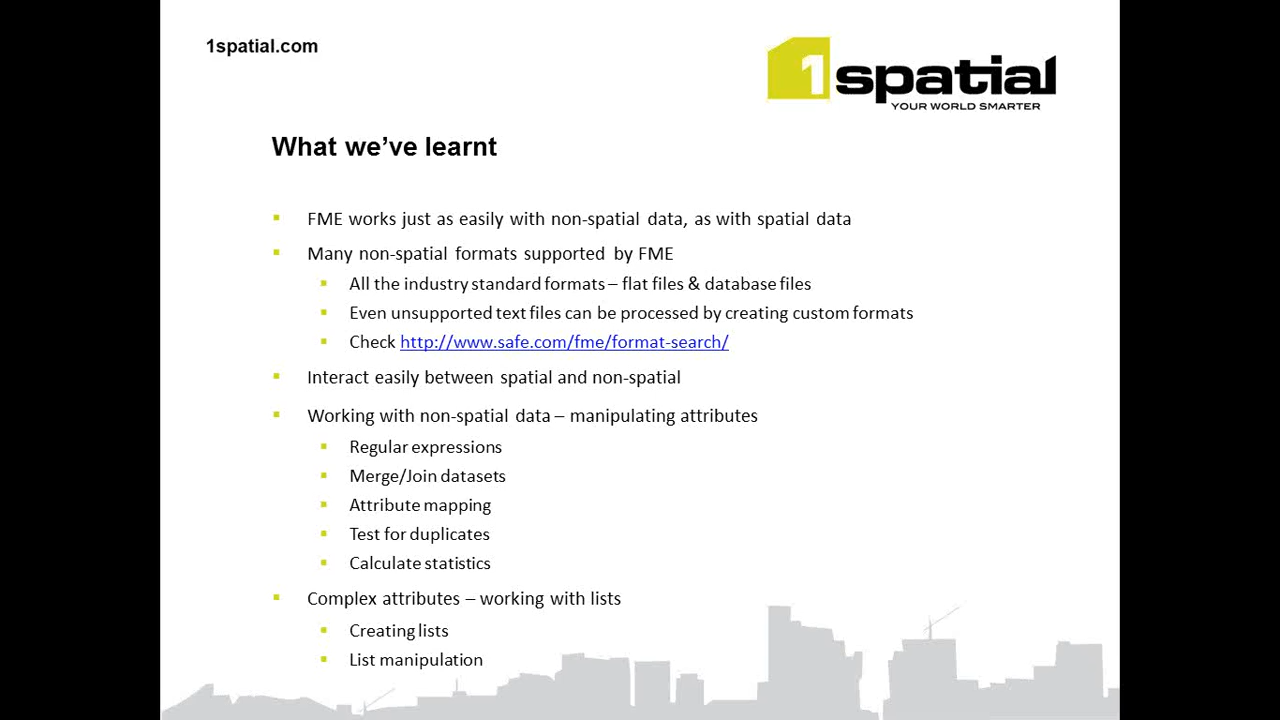 1spatial.com
1spatial
YOUR WORLD SMARTER
What we've learnt
FME works just as easily with non-spatial data, as with spatial data
Many non-spatial formats supported by FME
All the industry standard formats – flat files & database files
Even unsupported text files can be processed by creating custom formats
Check http://www.safe.com/fme/format-search/
Interact easily between spatial and non-spatial
Working with non-spatial data – manipulating attributes
Regular expressions
Merge/Join datasets
Attribute mapping
Test for duplicates
Calculate statistics
Complex attributes – working with lists
Creating lists
List manipulation